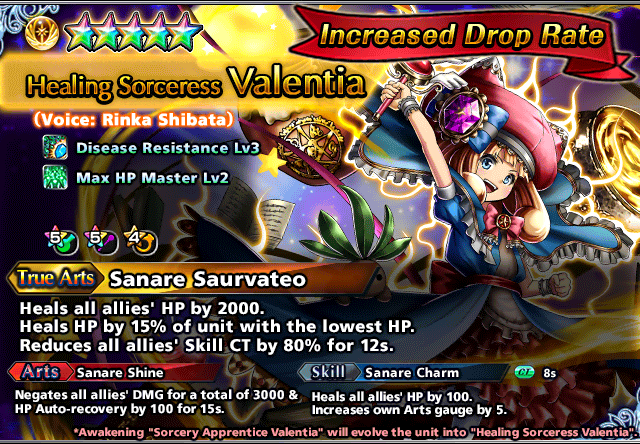 Increased Drop Rate
Healing Sorceress Valentia
(Voice: Rinka Shibata)
Disease Resistance Lv3
Max HP Master Lv2
5 5 4
True Arts Sanare Saurvateo
Heals all allies' HP by 2000.
Heals HP by 15% of unit with the lowest HP.
Reduces all allies' Skill CT by 80% for 12s.
Arts Sanare Shine
Negates all allies' DMG for a total of 3000 &
HP Auto-recovery by 100 for 15s.
Skill Sanare Charm CT 8s
Heals all allies' HP by 100.
Increases own Arts gauge by 5.
*Awakening "Sorcery Apprentice Valentia" will evolve the unit into "Healing Sorceress Valentia".